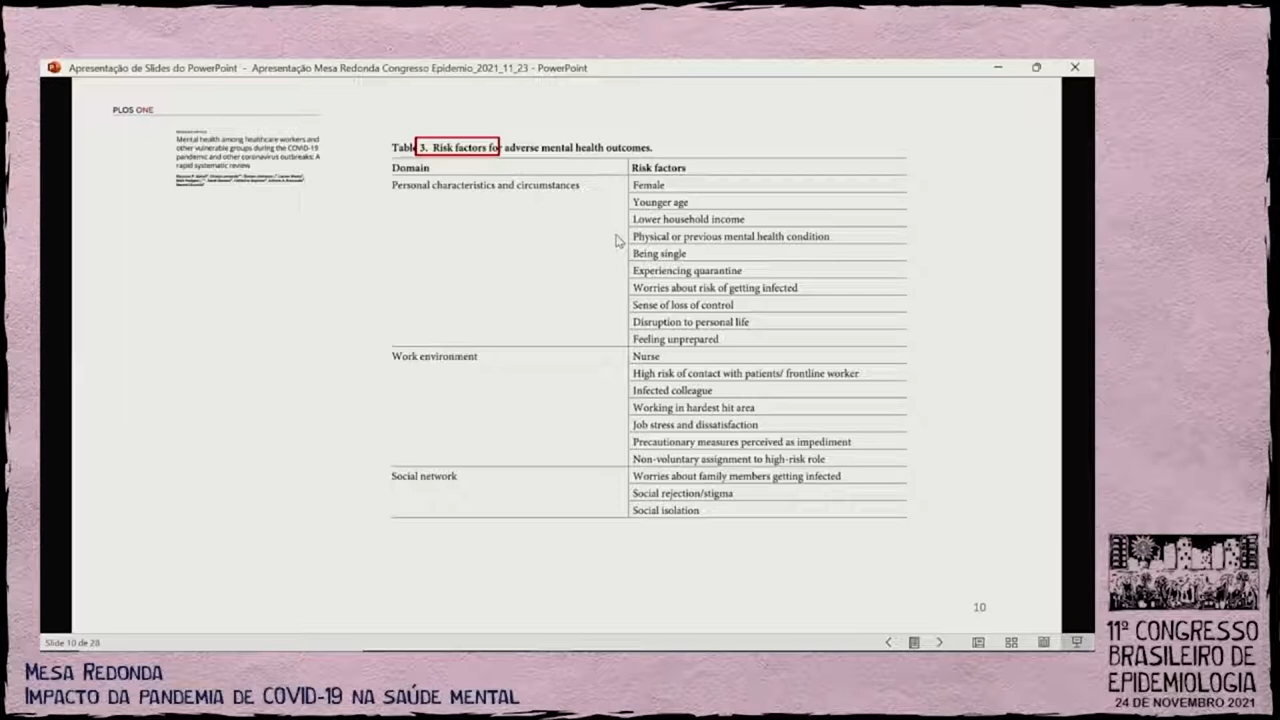 Apresentação de Slides do PowerPoint - Apresentação Mesa Redonda Congresso Epidemio_2021_11_23 - PowerPoint
PLOS ONE
Mental health among healthcare workers and
other vulnerable groups during the COVID-19
pandemic and other coronavirus outbreaks: A
rapid systematic review
Table 3. Risk factors for adverse mental health outcomes.
Domain Risk factors
Personal characteristics and circumstances Female
Younger age
Lower household income
Physical or previous mental health condition
Being single
Experiencing quarantine
Worries about risk of getting infected
Sense of loss of control
Disruption to personal life
Feeling unprepared
Work environment Nurse
High risk of contact with patients/ frontline worker
Infected colleague
Working in hardest hit area
Job stress and dissatisfaction
Precautionary measures perceived as impediment
Non-voluntary assignment to high-risk role
Social network Worries about family members getting infected
Social rejection/stigma
Social isolation
10
Slide 10 de 28
MESA REDONDA
IMPACTO DA PANDEMIA DE COVID-19 NA SAÚDE MENTAL
11º CONGRESSO
BRASILEIRO DE
EPIDEMIOLOGIA
24 DE NOVEMBRO 2021